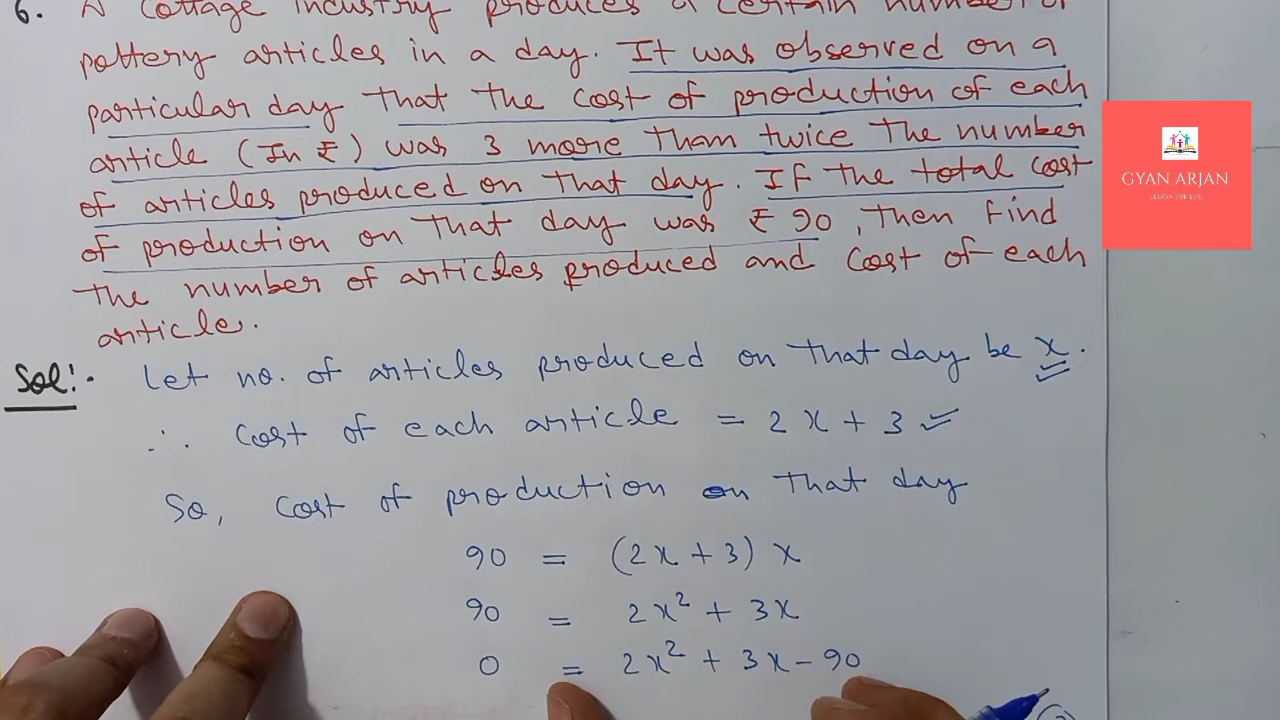 6. A Cottage industry produces a certain number of
pottery articles in a day. It was observed on a
particular day that the cost of production of each
article (In ₹) was 3 more than twice the number
of articles produced on that day. If the total cost
of production on that day was ₹ 90, then find
the number of articles produced and cost of each
article.
Sol:- Let no. of articles produced on that day be x.
∴ Cost of each article = 2x + 3 ✓
So, cost of production on that day
90 = (2x + 3) x
90 = 2x² + 3x
0 = 2x² + 3x - 90
GYAN ARJAN